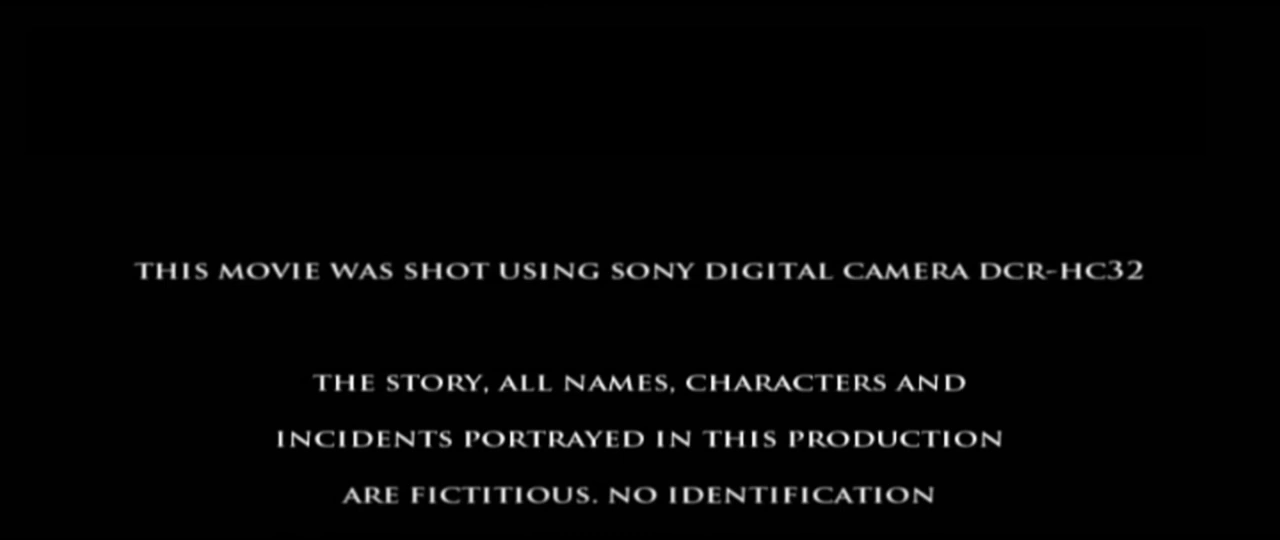 THIS MOVIE WAS SHOT USING SONY DIGITAL CAMERA DCR-HC32
THE STORY, ALL NAMES, CHARACTERS AND
INCIDENTS PORTRAYED IN THIS PRODUCTION
ARE FICTITIOUS. NO IDENTIFICATION